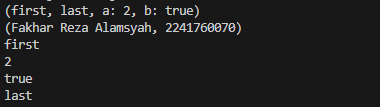 (first, last, a: 2, b: true)
(Fakhar Reza Alamsyah, 2241760070)
first
2
true
last